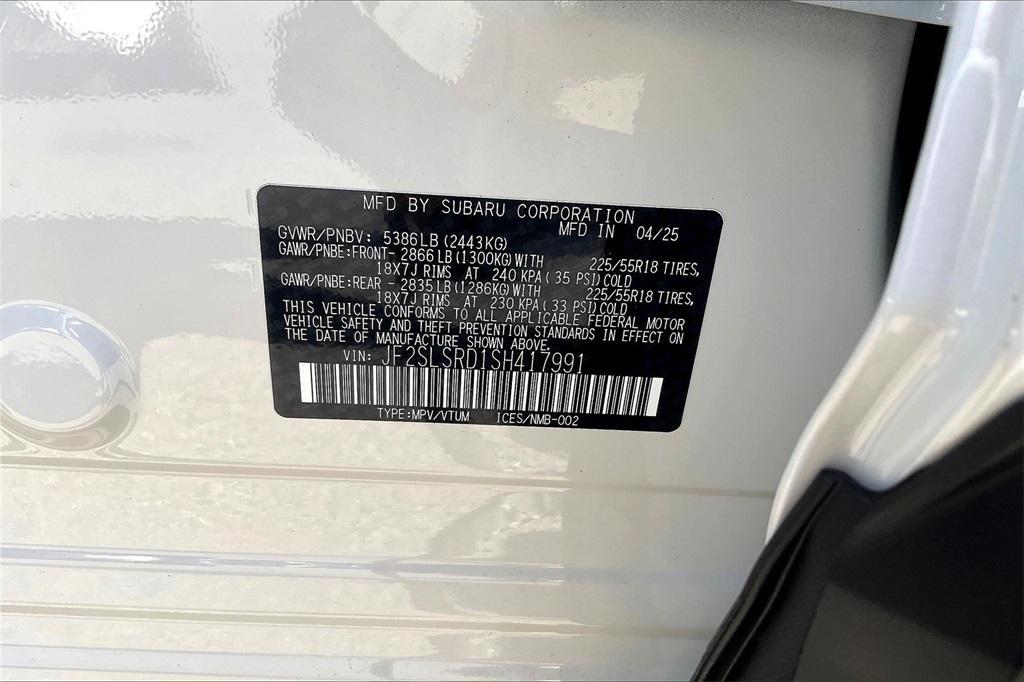 MFD BY SUBARU CORPORATION
MFD IN 04/25
GVWR/PNBV: 5386LB (2443KG)
GAWR/PNBE:FRONT- 2866LB (1300KG) WITH 225/55R18 TIRES,
18X7J RIMS AT 240 KPA ( 35 PSI) COLD
GAWR/PNBE:REAR - 2835LB (1286KG) WITH 225/55R18 TIRES,
18X7J RIMS AT 230 KPA ( 33 PSI) COLD
THIS VEHICLE CONFORMS TO ALL APPLICABLE FEDERAL MOTOR
VEHICLE SAFETY AND THEFT PREVENTION STANDARDS IN EFFECT ON
THE DATE OF MANUFACTURE SHOWN ABOVE.
VIN: JF2SLSRD1SH417991
TYPE:MPV/VTUM ICES/NMB-002